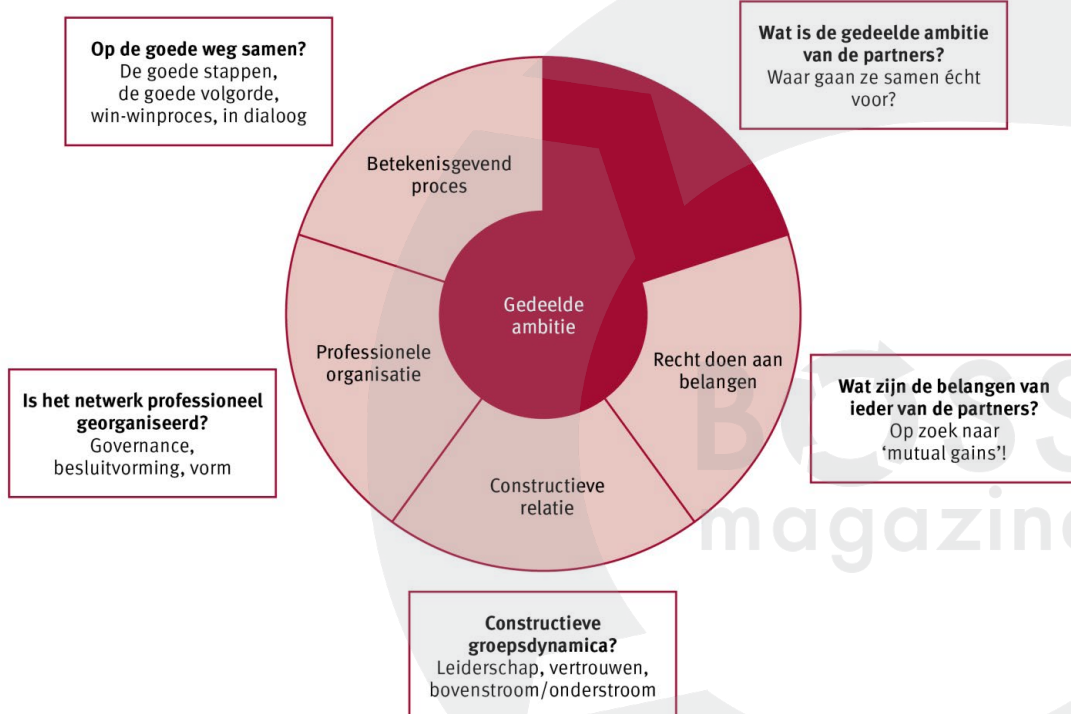 Op de goede weg samen?
De goede stappen,
de goede volgorde,
win-winproces, in dialoog
Wat is de gedeelde ambitie
van de partners?
Waar gaan ze samen écht
voor?
Betekenisgevend
proces
Gedeelde
ambitie
Professionele
organisatie
Recht doen aan
belangen
Constructieve
relatie
Is het netwerk professioneel
georganiseerd?
Governance,
besluitvorming, vorm
Wat zijn de belangen van
ieder van de partners?
Op zoek naar
‘mutual gains’!
BOSS
magazine
Constructieve
groepsdynamica?
Leiderschap, vertrouwen,
bovenstroom/onderstroom